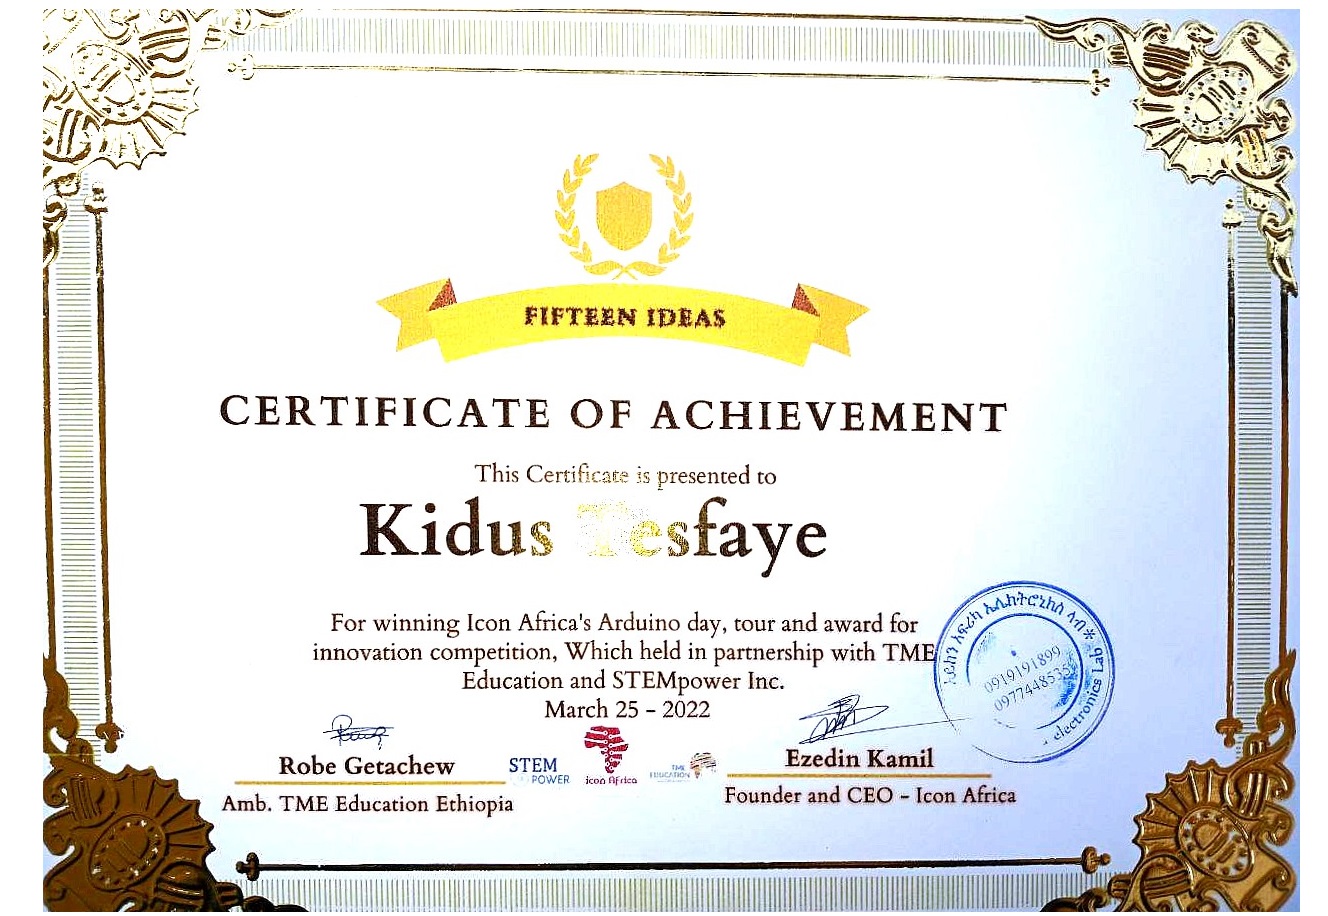 FIFTEEN IDEAS
CERTIFICATE OF ACHIEVEMENT
This Certificate is presented to
Kidus Tesfaye
For winning Icon Africa's Arduino day, tour and award for
innovation competition, Which held in partnership with TME
Education and STEMpower Inc.
March 25 - 2022
Robe Getachew
Amb. TME Education Ethiopia
STEM
POWER
icon Africa
TME
EDUCATION
Ezedin Kamil
Founder and CEO - Icon Africa
አይከን አፍሪካ ኤሌክትሮኒክስ ላብ
0919191899
electronics Lab